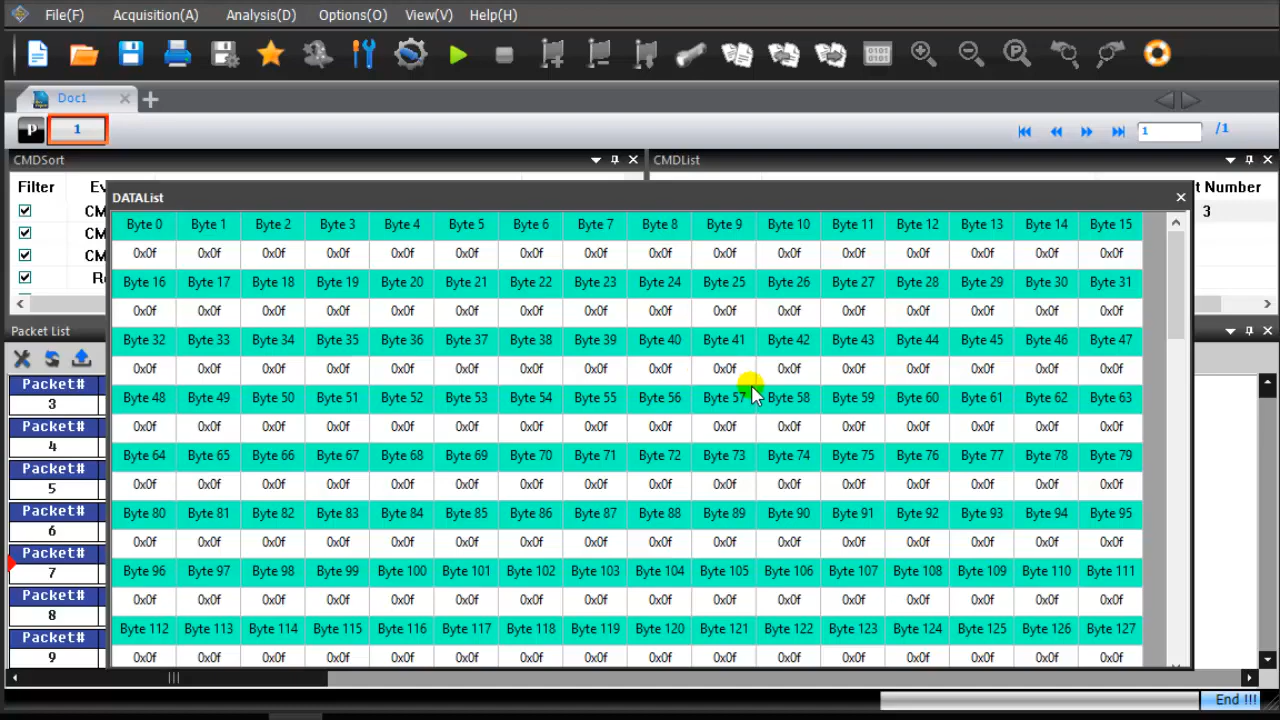 File(F) Acquisition(A) Analysis(D) Options(O) View(V) Help(H)
Doc1
P 1 1 /1
CMDSort CMDList
Filter Ev t Number
CM 3
CM
CM
Re
DATAList
Byte 0 Byte 1 Byte 2 Byte 3 Byte 4 Byte 5 Byte 6 Byte 7 Byte 8 Byte 9 Byte 10 Byte 11 Byte 12 Byte 13 Byte 14 Byte 15
0x0f 0x0f 0x0f 0x0f 0x0f 0x0f 0x0f 0x0f 0x0f 0x0f 0x0f 0x0f 0x0f 0x0f 0x0f 0x0f
Byte 16 Byte 17 Byte 18 Byte 19 Byte 20 Byte 21 Byte 22 Byte 23 Byte 24 Byte 25 Byte 26 Byte 27 Byte 28 Byte 29 Byte 30 Byte 31
0x0f 0x0f 0x0f 0x0f 0x0f 0x0f 0x0f 0x0f 0x0f 0x0f 0x0f 0x0f 0x0f 0x0f 0x0f 0x0f
Byte 32 Byte 33 Byte 34 Byte 35 Byte 36 Byte 37 Byte 38 Byte 39 Byte 40 Byte 41 Byte 42 Byte 43 Byte 44 Byte 45 Byte 46 Byte 47
0x0f 0x0f 0x0f 0x0f 0x0f 0x0f 0x0f 0x0f 0x0f 0x0f 0x0f 0x0f 0x0f 0x0f 0x0f 0x0f
Byte 48 Byte 49 Byte 50 Byte 51 Byte 52 Byte 53 Byte 54 Byte 55 Byte 56 Byte 57 Byte 58 Byte 59 Byte 60 Byte 61 Byte 62 Byte 63
0x0f 0x0f 0x0f 0x0f 0x0f 0x0f 0x0f 0x0f 0x0f 0x0f 0x0f 0x0f 0x0f 0x0f 0x0f 0x0f
Byte 64 Byte 65 Byte 66 Byte 67 Byte 68 Byte 69 Byte 70 Byte 71 Byte 72 Byte 73 Byte 74 Byte 75 Byte 76 Byte 77 Byte 78 Byte 79
0x0f 0x0f 0x0f 0x0f 0x0f 0x0f 0x0f 0x0f 0x0f 0x0f 0x0f 0x0f 0x0f 0x0f 0x0f 0x0f
Byte 80 Byte 81 Byte 82 Byte 83 Byte 84 Byte 85 Byte 86 Byte 87 Byte 88 Byte 89 Byte 90 Byte 91 Byte 92 Byte 93 Byte 94 Byte 95
0x0f 0x0f 0x0f 0x0f 0x0f 0x0f 0x0f 0x0f 0x0f 0x0f 0x0f 0x0f 0x0f 0x0f 0x0f 0x0f
Byte 96 Byte 97 Byte 98 Byte 99 Byte 100 Byte 101 Byte 102 Byte 103 Byte 104 Byte 105 Byte 106 Byte 107 Byte 108 Byte 109 Byte 110 Byte 111
0x0f 0x0f 0x0f 0x0f 0x0f 0x0f 0x0f 0x0f 0x0f 0x0f 0x0f 0x0f 0x0f 0x0f 0x0f 0x0f
Byte 112 Byte 113 Byte 114 Byte 115 Byte 116 Byte 117 Byte 118 Byte 119 Byte 120 Byte 121 Byte 122 Byte 123 Byte 124 Byte 125 Byte 126 Byte 127
0x0f 0x0f 0x0f 0x0f 0x0f 0x0f 0x0f 0x0f 0x0f 0x0f 0x0f 0x0f 0x0f 0x0f 0x0f 0x0f
Packet List
Packet#
3
Packet#
4
Packet#
5
Packet#
6
Packet#
7
Packet#
8
Packet#
9
End !!!